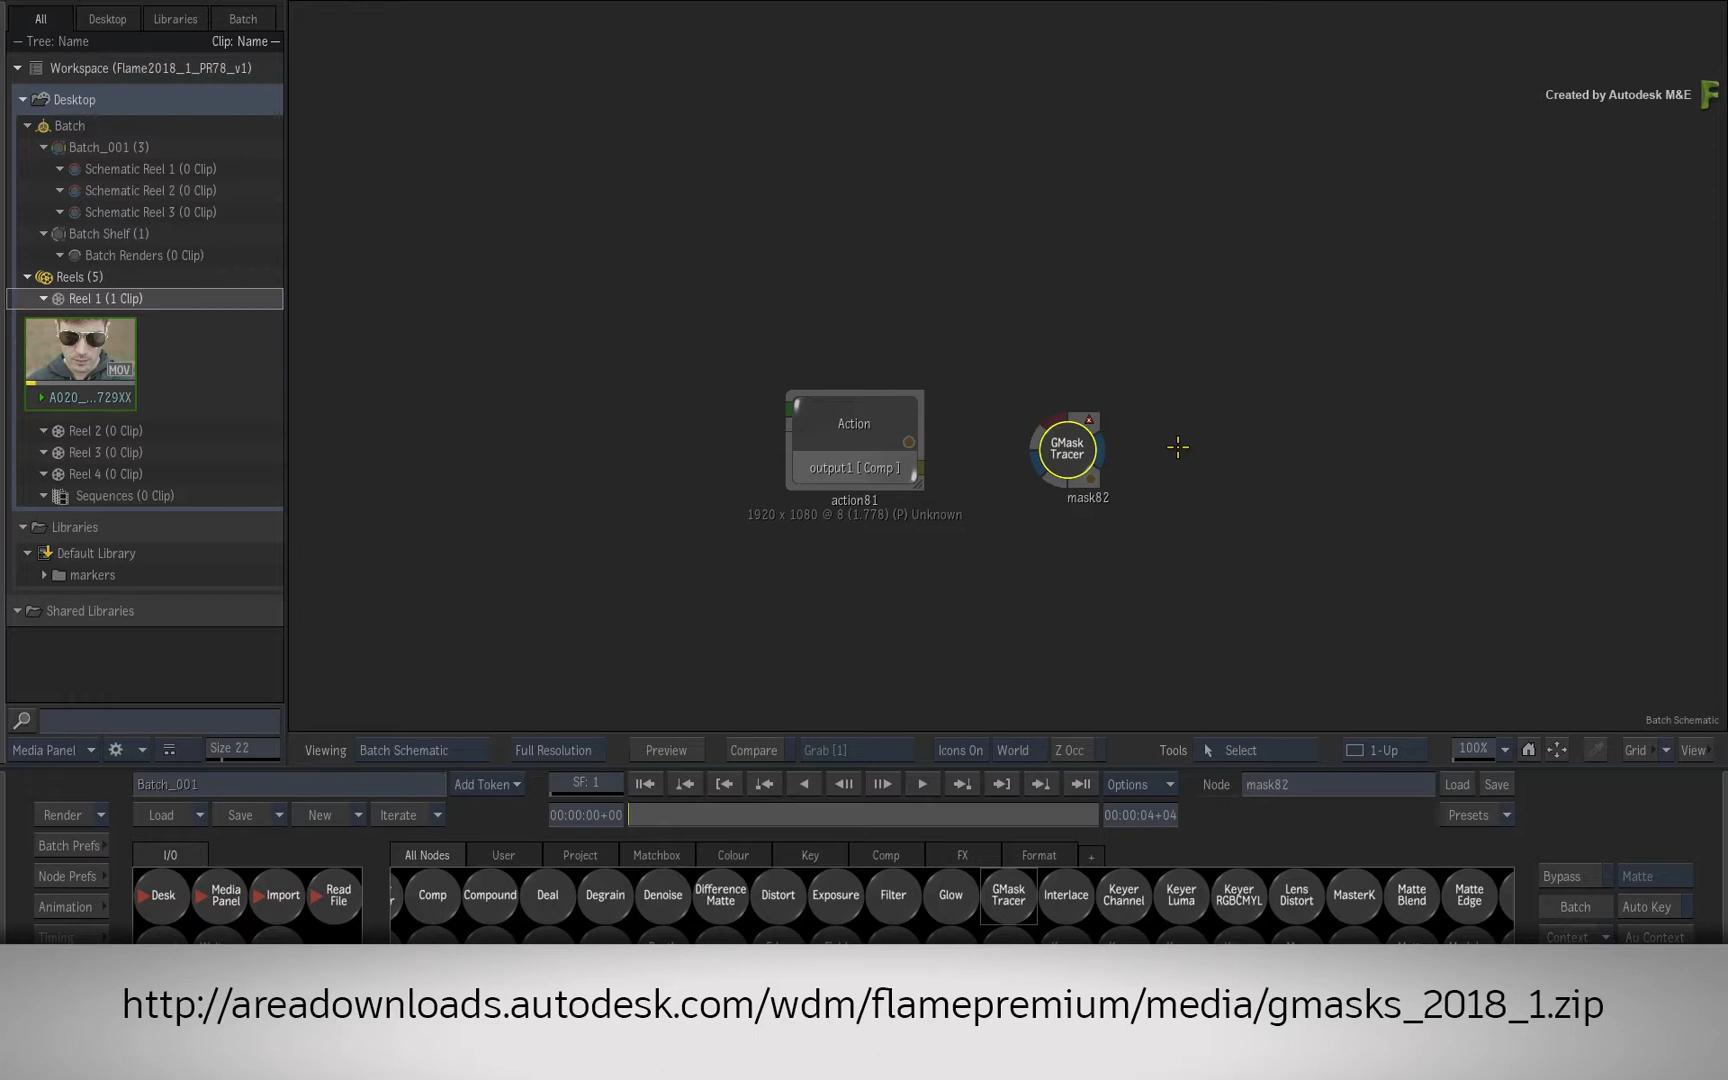 All Desktop Libraries Batch
Tree: Name Clip: Name
Workspace (Flame2018_1_PR78_v1)
Desktop
Batch
Batch_001 (3)
Schematic Reel 1 (0 Clip)
Schematic Reel 2 (0 Clip)
Schematic Reel 3 (0 Clip)
Batch Shelf (1)
Batch Renders (0 Clip)
Reels (5)
Reel 1 (1 Clip)
MOV
A020_...729XX
Reel 2 (0 Clip)
Reel 3 (0 Clip)
Reel 4 (0 Clip)
Sequences (0 Clip)
Libraries
Default Library
markers
Shared Libraries
Created by Autodesk M&E
Action
output1 [ Comp ]
action81
1920 x 1080 @ 8 (1.778) (P) Unknown
GMask
Tracer
mask82
Batch Schematic
Media Panel Size 22 Viewing Batch Schematic Full Resolution Preview Compare Grab [1] Icons On World Z Occ Tools Select 1-Up 100% Grid View
Batch_001 Add Token SF: 1 Options Node mask82 Load Save
Render Load Save New Iterate 00:00:00+00 00:00:04+04 Presets
Batch Prefs I/O All Nodes User Project Matchbox Colour Key Comp FX Format +
Node Prefs Bypass Matte
Desk Media Panel Import Read File Comp Compound Deal Degrain Denoise Difference Matte Distort Exposure Filter Glow GMask Tracer Interlace Keyer Channel Keyer Luma Keyer RGBCMYL Lens Distort MasterK Matte Blend Matte Edge
Animation Batch Auto Key
Timing Context Au Context
http://areadownloads.autodesk.com/wdm/flamepremium/media/gmasks_2018_1.zip